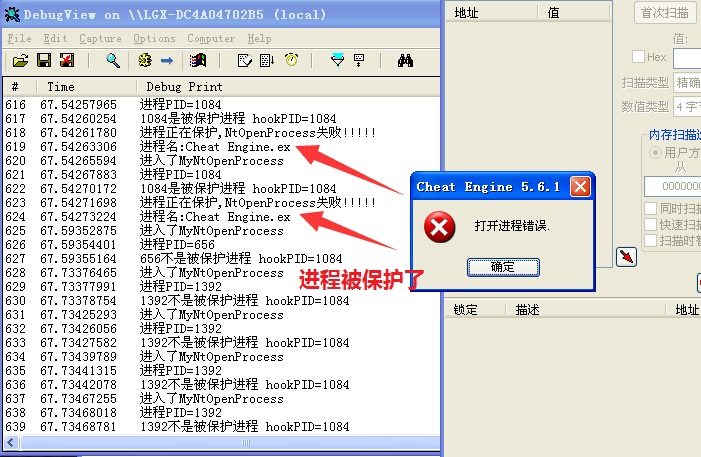 DebugView on \\LGX-DC4A04702B5 (local)
File Edit Capture Options Computer Help
# Time Debug Print
616 67.54257965 进程PID=1084
617 67.54260254 1084是被保护进程 hookPID=1084
618 67.54261780 进程正在保护,NtOpenProcess失败!!!!!
619 67.54263306 进程名:Cheat Engine.ex
620 67.54265594 进入了MyNtOpenProcess
621 67.54267883 进程PID=1084
622 67.54270172 1084是被保护进程 hookPID=1084
623 67.54271698 进程正在保护,NtOpenProcess失败!!!!!
624 67.54273224 进程名:Cheat Engine.ex
625 67.59352875 进入了MyNtOpenProcess
626 67.59354401 进程PID=656
627 67.59355164 656不是被保护进程 hookPID=1084
628 67.73376465 进入了MyNtOpenProcess
629 67.73377991 进程PID=1392
630 67.73378754 1392不是被保护进程 hookPID=1084
631 67.73425293 进入了MyNtOpenProcess
632 67.73426056 进程PID=1392
633 67.73427582 1392不是被保护进程 hookPID=1084
634 67.73439789 进入了MyNtOpenProcess
635 67.73441315 进程PID=1392
636 67.73442078 1392不是被保护进程 hookPID=1084
637 67.73467255 进入了MyNtOpenProcess
638 67.73468018 进程PID=1392
639 67.73468781 1392不是被保护进程 hookPID=1084
进程被保护了
地址 值
Cheat Engine 5.6.1
打开进程错误.
确定
首次扫描
值:
Hex
扫描类型 精确
数值类型 4 字
内存扫描
用户方
从
0000000
同时扫描
快速扫描
扫描时暂
锁定 描述 地址